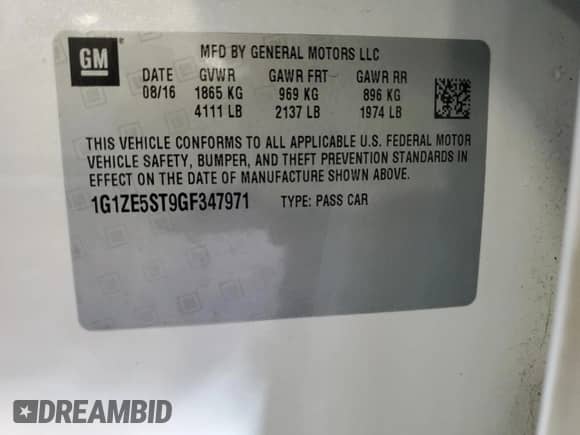 GM
MFD BY GENERAL MOTORS LLC
DATE GVWR GAWR FRT GAWR RR
08/16 1865 KG 969 KG 896 KG
4111 LB 2137 LB 1974 LB
THIS VEHICLE CONFORMS TO ALL APPLICABLE U.S. FEDERAL MOTOR
VEHICLE SAFETY, BUMPER, AND THEFT PREVENTION STANDARDS IN
EFFECT ON THE DATE OF MANUFACTURE SHOWN ABOVE.
1G1ZE5ST9GF347971 TYPE: PASS CAR
DREAMBID